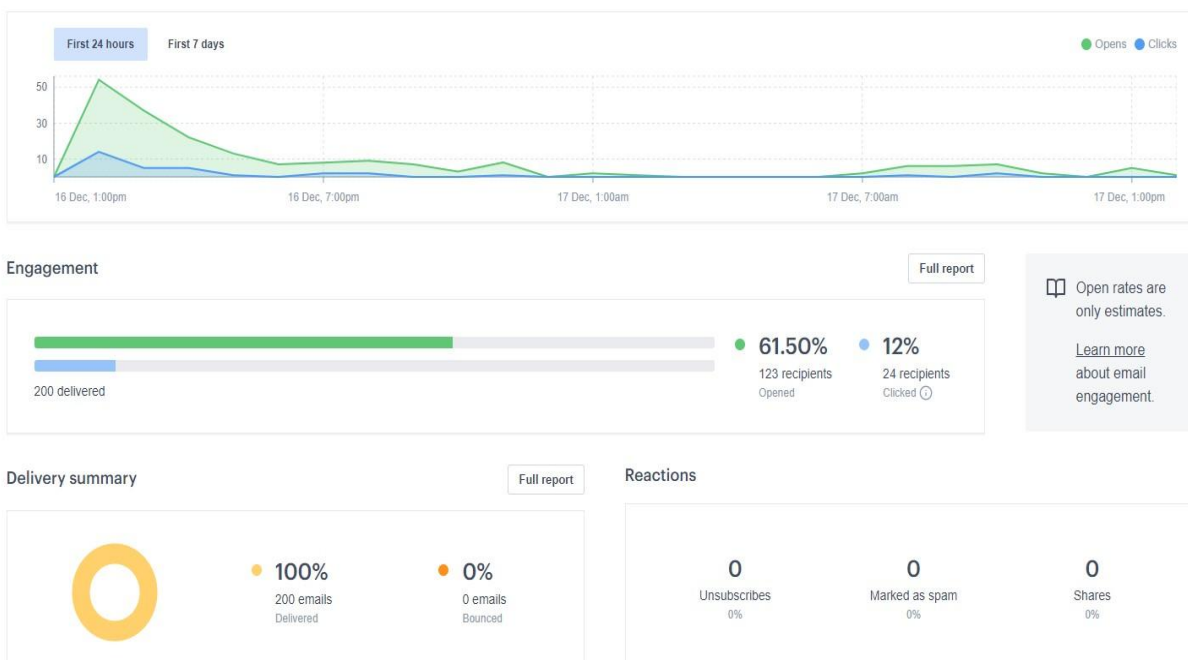 First 24 hours First 7 days Opens Clicks
50
30
10
16 Dec, 1:00pm 16 Dec, 7:00pm 17 Dec, 1:00am 17 Dec, 7:00am 17 Dec, 1:00pm
Engagement Full report
61.50% 12%
123 recipients 24 recipients
Opened Clicked
200 delivered
Open rates are
only estimates.
Learn more
about email
engagement.
Delivery summary Full report
100% 0%
200 emails 0 emails
Delivered Bounced
Reactions
0 0 0
Unsubscribes Marked as spam Shares
0% 0% 0%